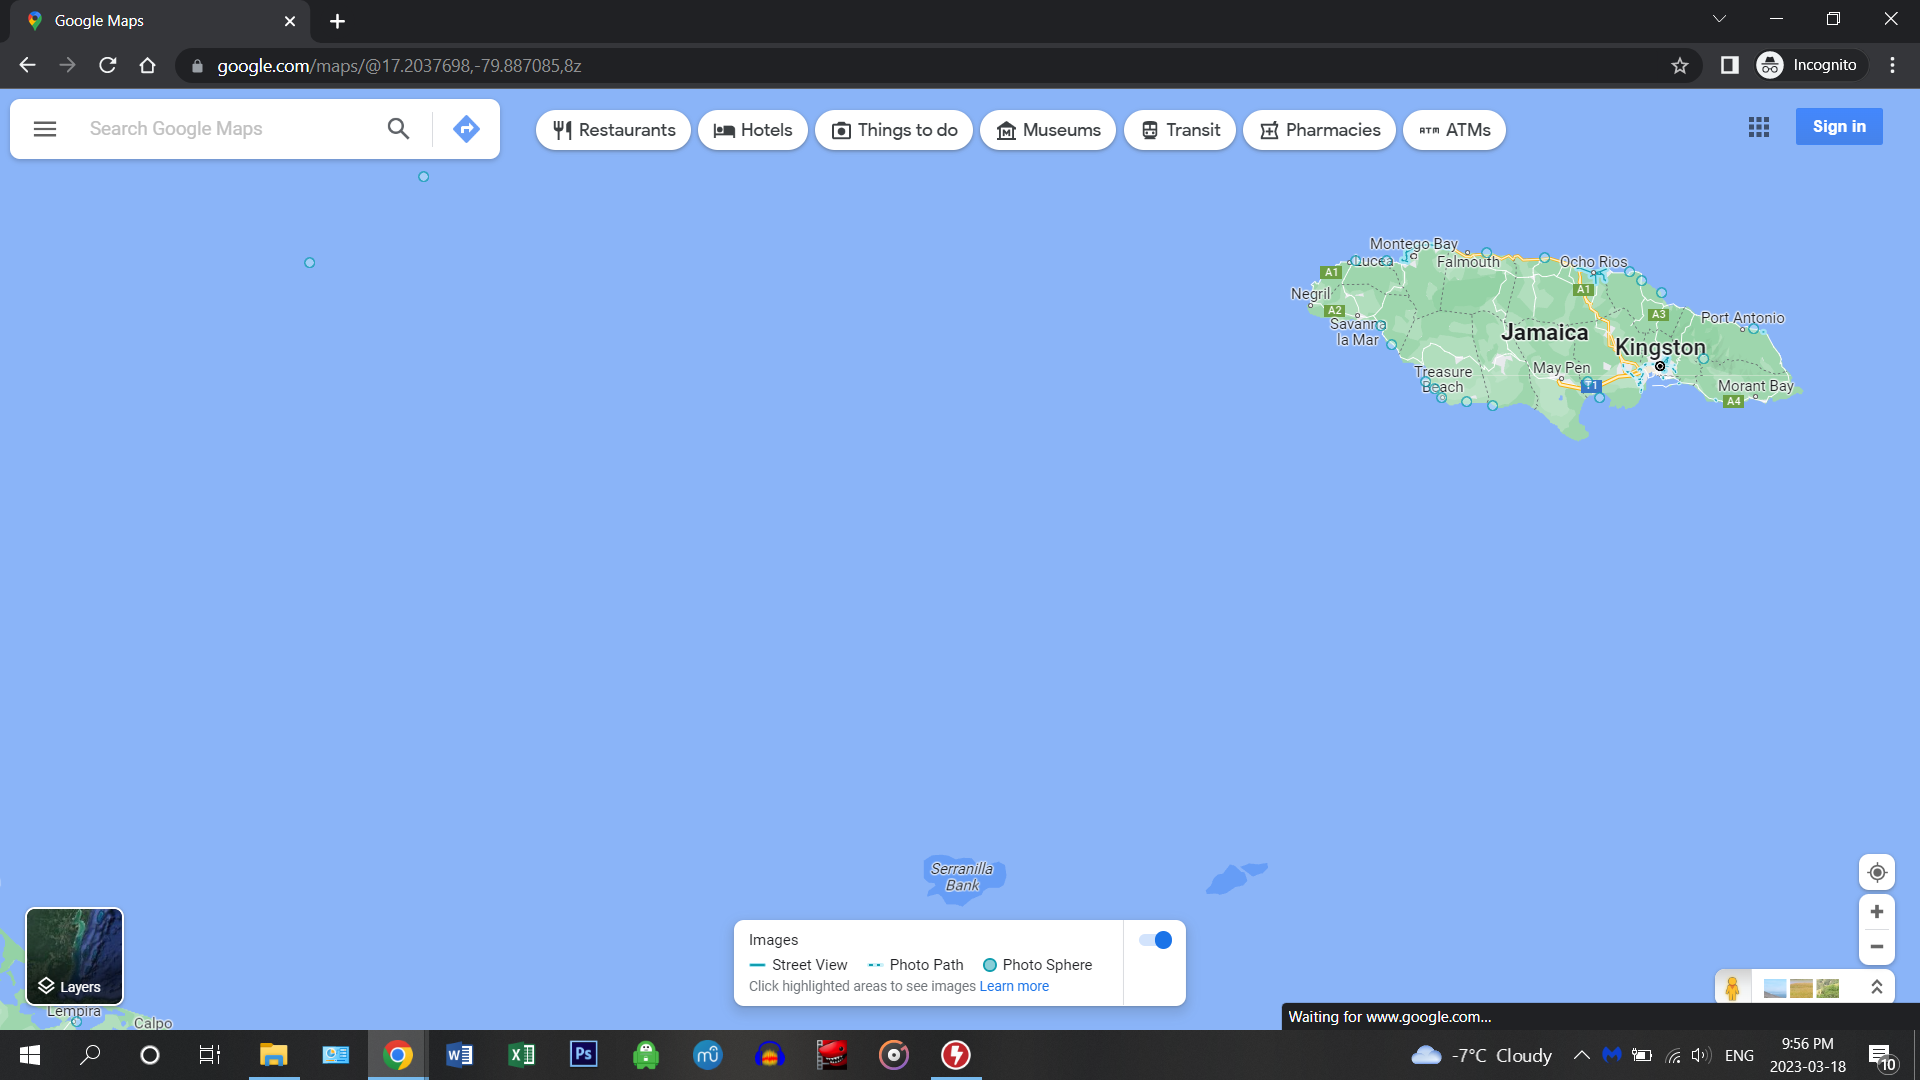 Google Maps
google.com/maps/@17.2037698,-79.887085,8z
Incognito
Search Google Maps
Restaurants
Hotels
Things to do
Museums
Transit
Pharmacies
ATM ATMs
Sign in
Montego Bay
Lucea
Falmouth
Ocho Rios
A1
Negril
A1
A2
A3
Port Antonio
Savanna
la Mar
Jamaica
Kingston
Treasure
Beach
May Pen
T1
Morant Bay
A4
Serranilla
Bank
Images
Street View
Photo Path
Photo Sphere
Click highlighted areas to see images Learn more
Layers
Lempira
Calpo
Waiting for www.google.com...
-7°C Cloudy
ENG
9:56 PM
2023-03-18
10